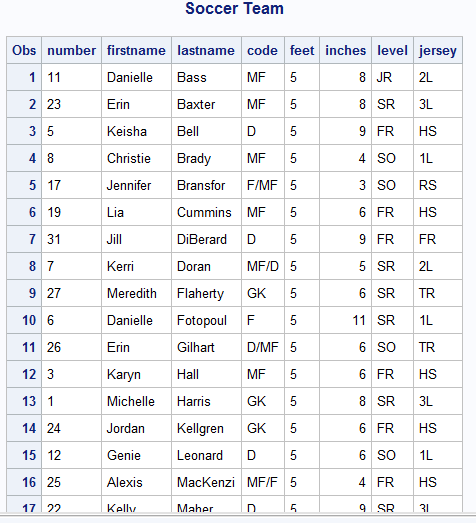 Soccer Team
Obs number firstname lastname code feet inches level jersey
1 11 Danielle Bass MF 5 8 JR 2L
2 23 Erin Baxter MF 5 8 SR 3L
3 5 Keisha Bell D 5 9 FR HS
4 8 Christie Brady MF 5 4 SO 1L
5 17 Jennifer Bransfor F/MF 5 3 SO RS
6 19 Lia Cummins MF 5 6 FR HS
7 31 Jill DiBerard D 5 9 FR FR
8 7 Kerri Doran MF/D 5 5 SR 2L
9 27 Meredith Flaherty GK 5 6 SR TR
10 6 Danielle Fotopoul F 5 11 SR 1L
11 26 Erin Gilhart D/MF 5 6 SO TR
12 3 Karyn Hall MF 5 6 FR HS
13 1 Michelle Harris GK 5 8 SR 3L
14 24 Jordan Kellgren GK 5 6 FR HS
15 12 Genie Leonard D 5 6 SO 1L
16 25 Alexis MacKenzi MF/F 5 4 FR HS
17 22 Kelly Maher D 5 9 SR 3L